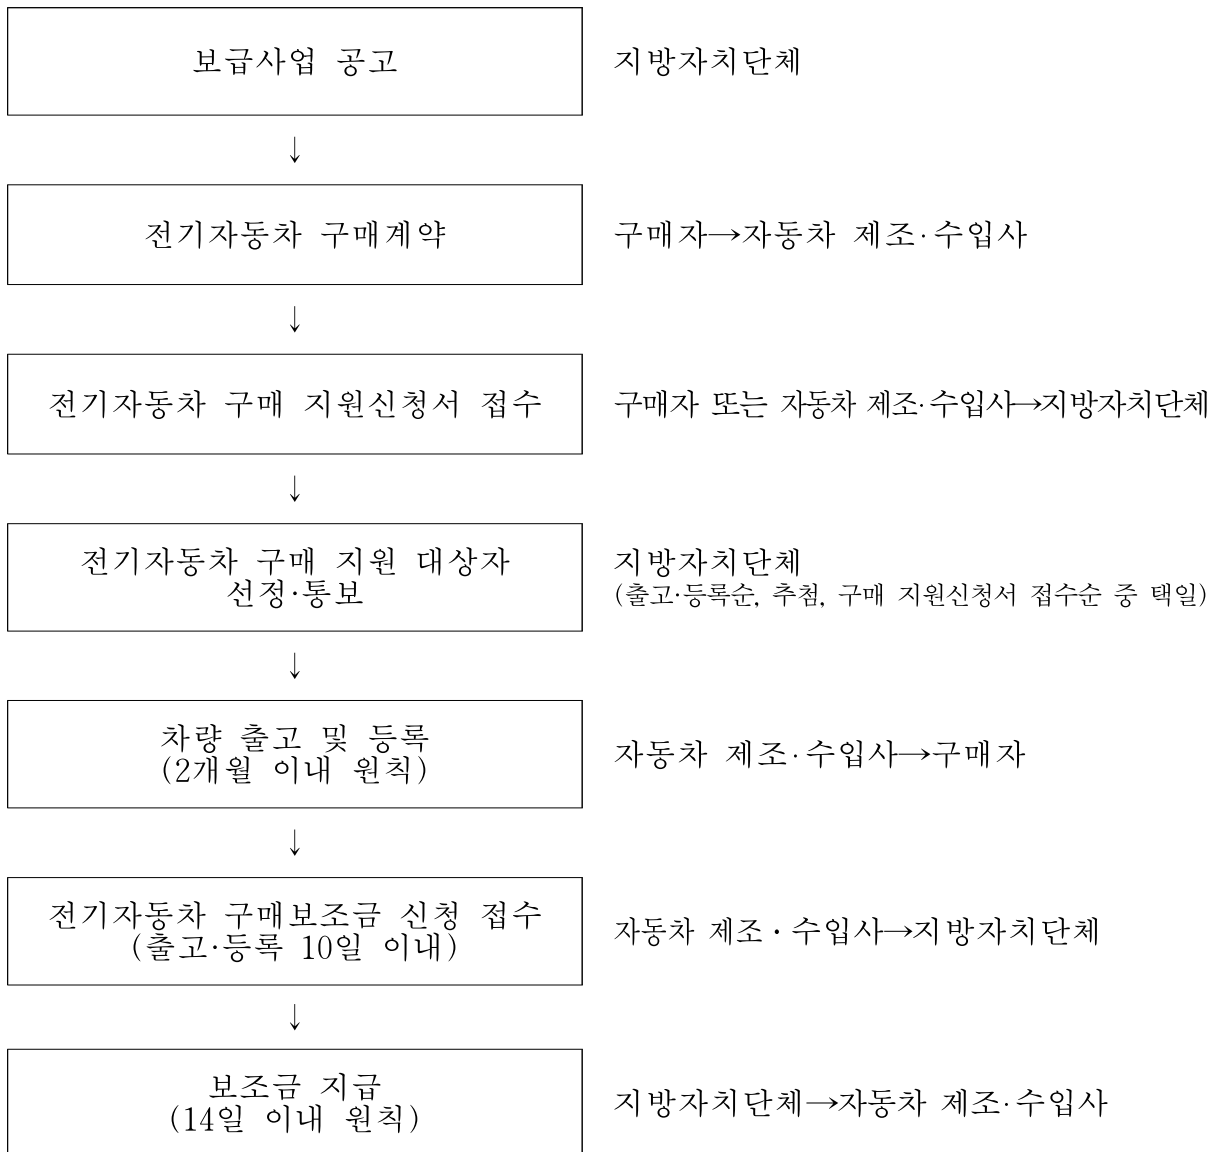 보급사업 공고
지방자치단체
↓
전기자동차 구매계약
구매자→자동차 제조·수입사
↓
전기자동차 구매 지원신청서 접수
구매자 또는 자동차 제조·수입사→지방자치단체
↓
전기자동차 구매 지원 대상자
선정·통보
지방자치단체
(출고·등록순, 추첨, 구매 지원신청서 접수순 중 택일)
↓
차량 출고 및 등록
(2개월 이내 원칙)
자동차 제조·수입사→구매자
↓
전기자동차 구매보조금 신청 접수
(출고·등록 10일 이내)
자동차 제조·수입사→지방자치단체
↓
보조금 지급
(14일 이내 원칙)
지방자치단체→자동차 제조·수입사